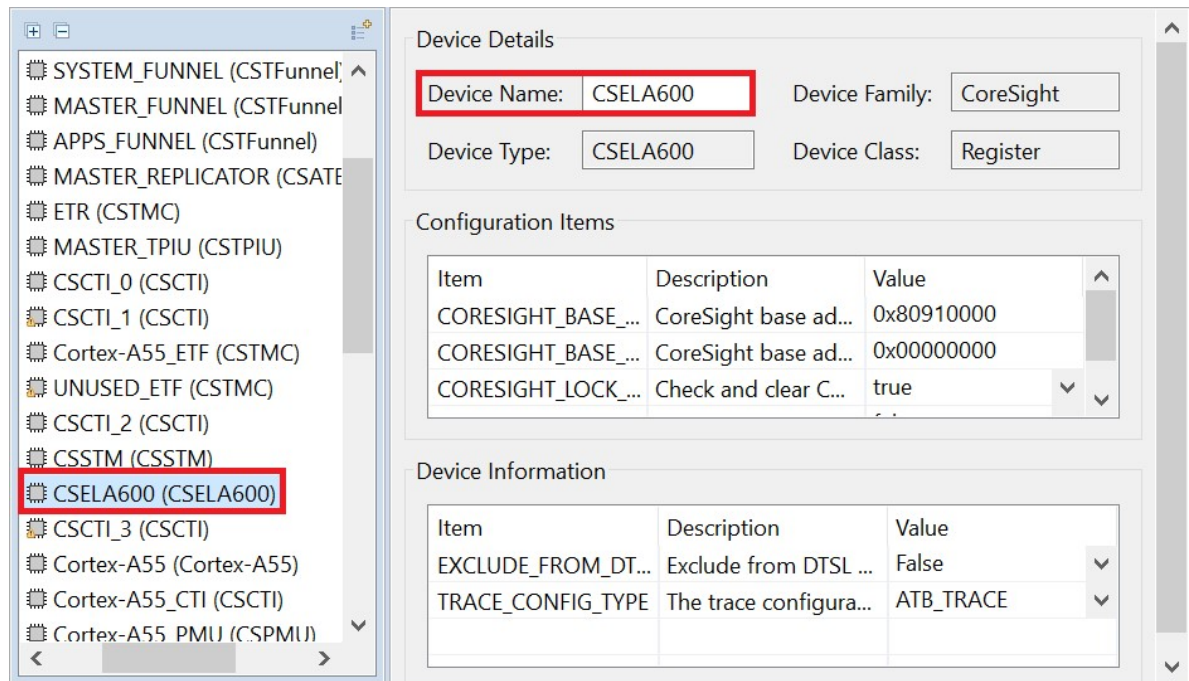 SYSTEM_FUNNEL (CSTFunnel)
MASTER_FUNNEL (CSTFunnel
APPS_FUNNEL (CSTFunnel)
MASTER_REPLICATOR (CSATE
ETR (CSTMC)
MASTER_TPIU (CSTPIU)
CSCTI_0 (CSCTI)
CSCTI_1 (CSCTI)
Cortex-A55_ETF (CSTMC)
UNUSED_ETF (CSTMC)
CSCTI_2 (CSCTI)
CSSTM (CSSTM)
CSELA600 (CSELA600)
CSCTI_3 (CSCTI)
Cortex-A55 (Cortex-A55)
Cortex-A55_CTI (CSCTI)
Cortex-A55_PMU (CSPMU)
Device Details
Device Name: CSELA600 Device Family: CoreSight
Device Type: CSELA600 Device Class: Register
Configuration Items
Item Description Value
CORESIGHT_BASE_... CoreSight base ad... 0x80910000
CORESIGHT_BASE_... CoreSight base ad... 0x00000000
CORESIGHT_LOCK_... Check and clear C... true
Device Information
Item Description Value
EXCLUDE_FROM_DT... Exclude from DTSL ... False
TRACE_CONFIG_TYPE The trace configura... ATB_TRACE